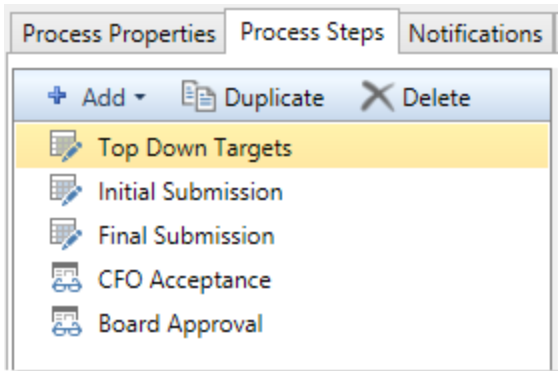 Process Properties Process Steps Notifications
Add Duplicate Delete
Top Down Targets
Initial Submission
Final Submission
CFO Acceptance
Board Approval